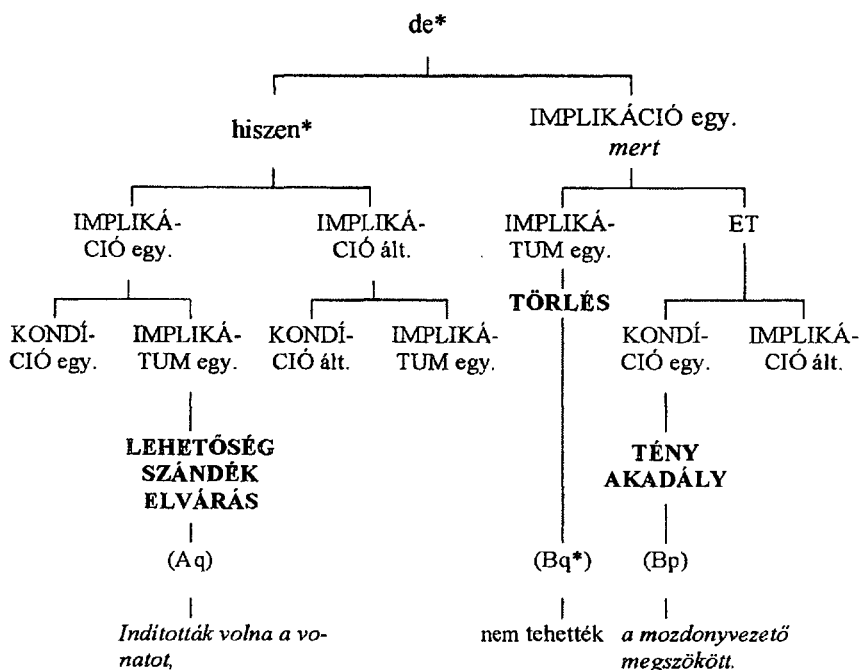 de*
hiszen*
IMPLIKÁCIÓ egy.
mert
IMPLIKÁ-
CIÓ egy.
IMPLIKÁ-
CIÓ ált.
IMPLIKÁ-
TUM egy.
ET
TÖRLÉS
KONDÍ-
CIÓ egy.
IMPLIKÁ-
TUM egy.
KONDÍ-
CIÓ ált.
IMPLIKÁ-
TUM egy.
KONDÍ-
CIÓ egy.
IMPLIKÁ-
CIÓ ált.
LEHETŐSÉG
SZÁNDÉK
ELVÁRÁS
TÉNY
AKADÁLY
(Aq)
(Bq*)
(Bp)
Indították volna a vo-
natot,
nem tehették
a mozdonyvezető
megszökött.